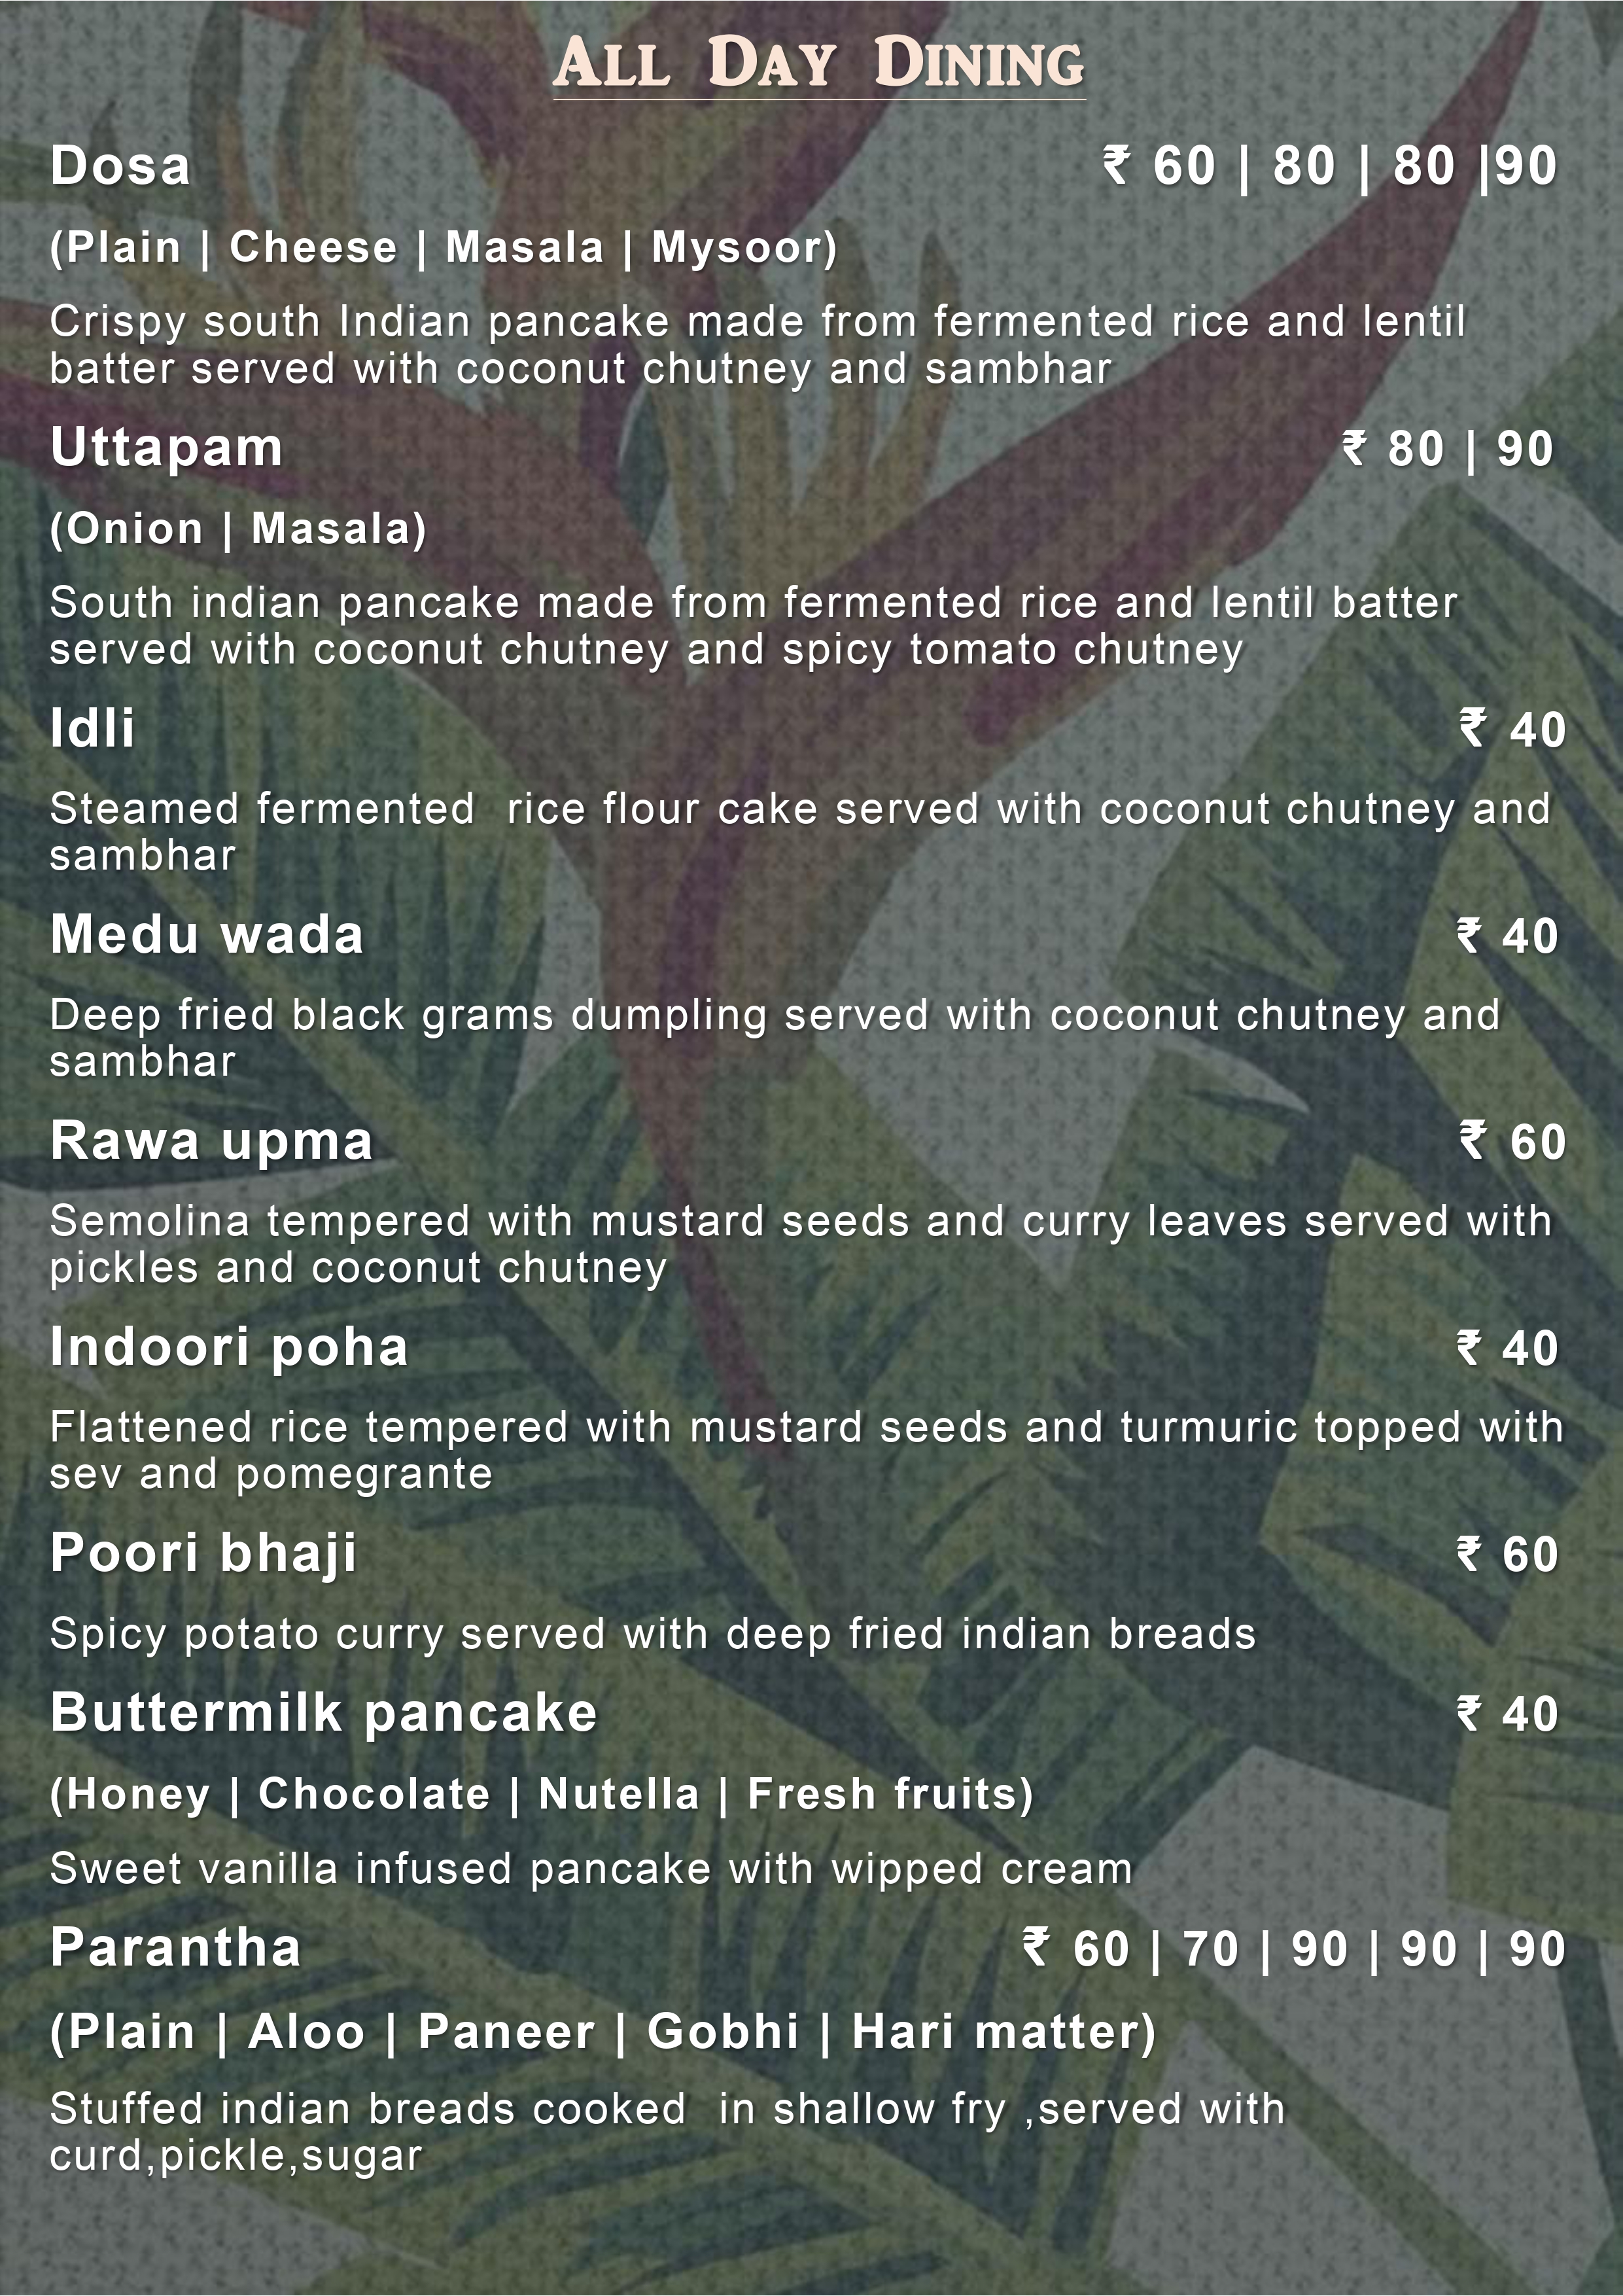 All Day Dining
Dosa ₹ 60 | 80 | 80 |90
(Plain | Cheese | Masala | Mysoor)
Crispy south Indian pancake made from fermented rice and lentil
batter served with coconut chutney and sambhar
Uttapam ₹ 80 | 90
(Onion | Masala)
South indian pancake made from fermented rice and lentil batter
served with coconut chutney and spicy tomato chutney
Idli ₹ 40
Steamed fermented  rice flour cake served with coconut chutney and
sambhar
Medu wada ₹ 40
Deep fried black grams dumpling served with coconut chutney and
sambhar
Rawa upma ₹ 60
Semolina tempered with mustard seeds and curry leaves served with
pickles and coconut chutney
Indoori poha ₹ 40
Flattened rice tempered with mustard seeds and turmuric topped with
sev and pomegrante
Poori bhaji ₹ 60
Spicy potato curry served with deep fried indian breads
Buttermilk pancake ₹ 40
(Honey | Chocolate | Nutella | Fresh fruits)
Sweet vanilla infused pancake with wipped cream
Parantha ₹ 60 | 70 | 90 | 90 | 90
(Plain | Aloo | Paneer | Gobhi | Hari matter)
Stuffed indian breads cooked  in shallow fry ,served with
curd,pickle,sugar